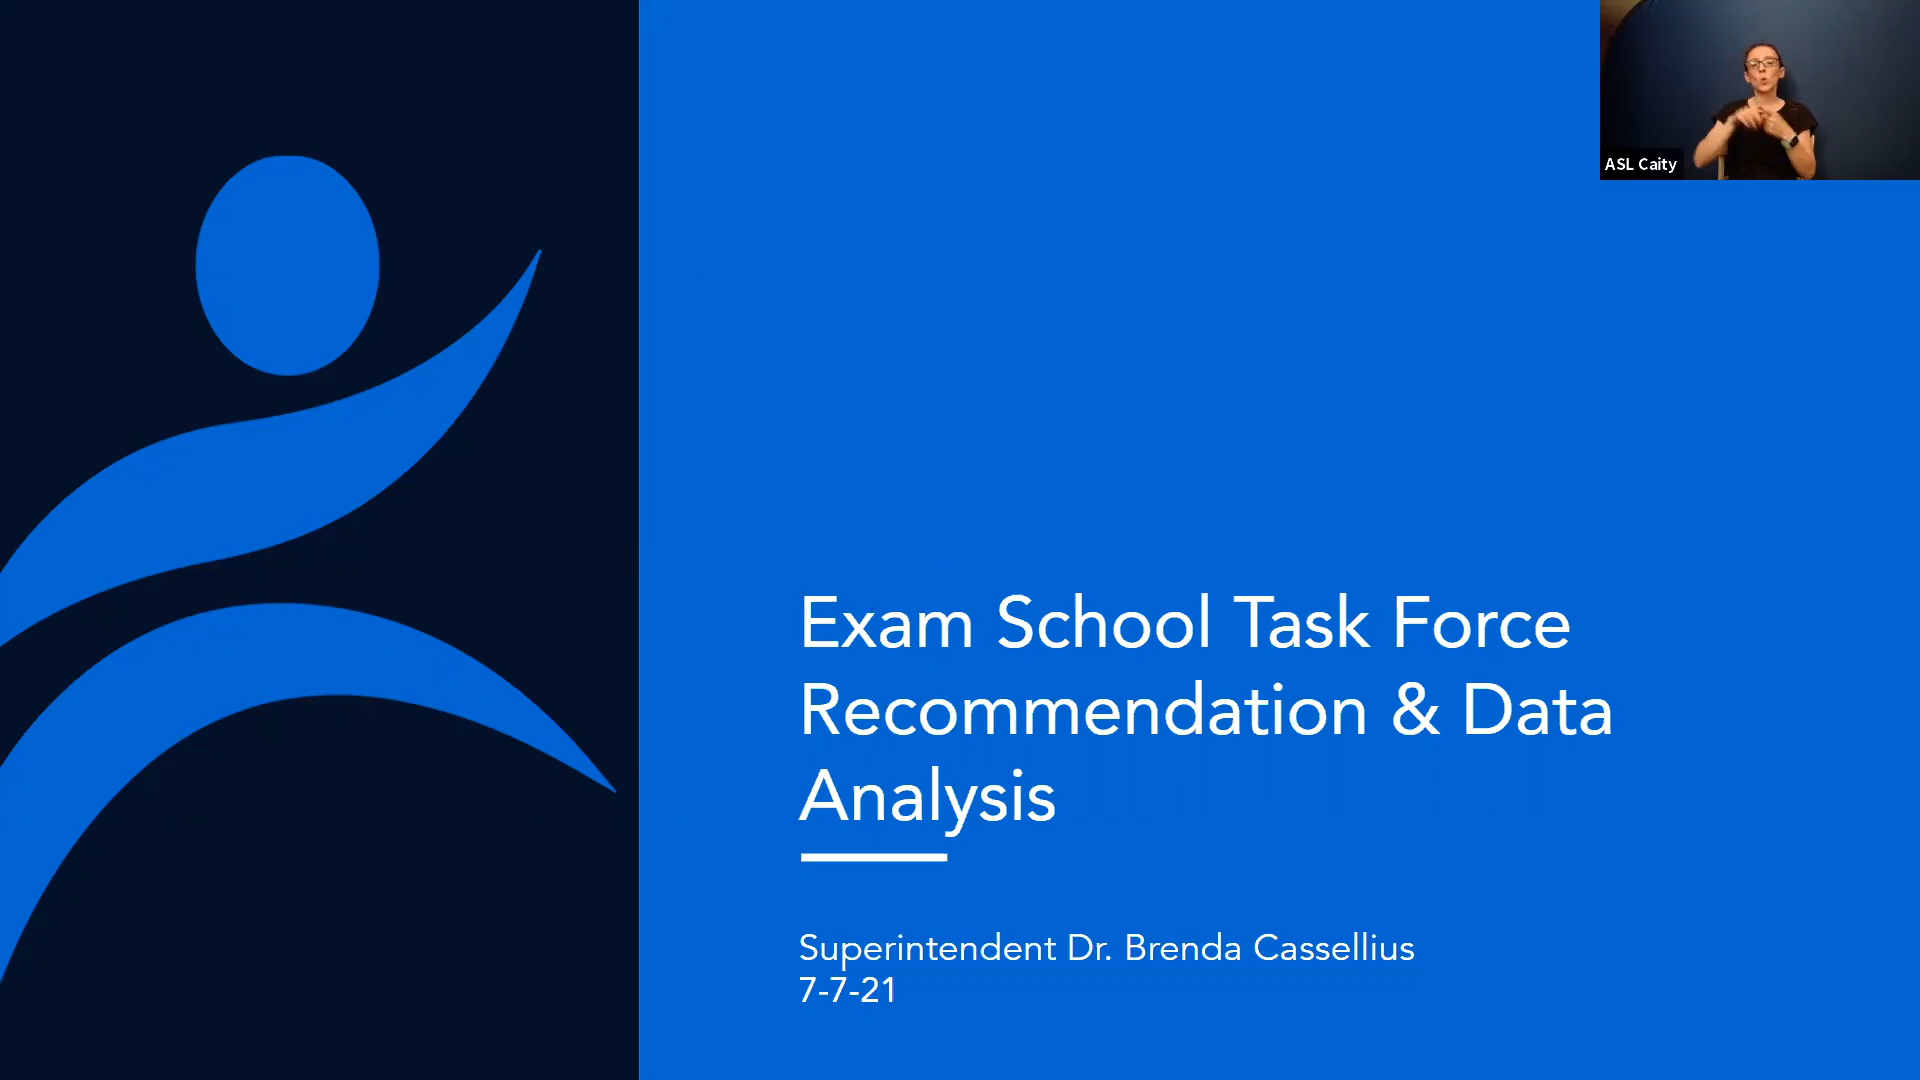 ASL Caity
Exam School Task Force
Recommendation & Data
Analysis
Superintendent Dr. Brenda Cassellius
7-7-21